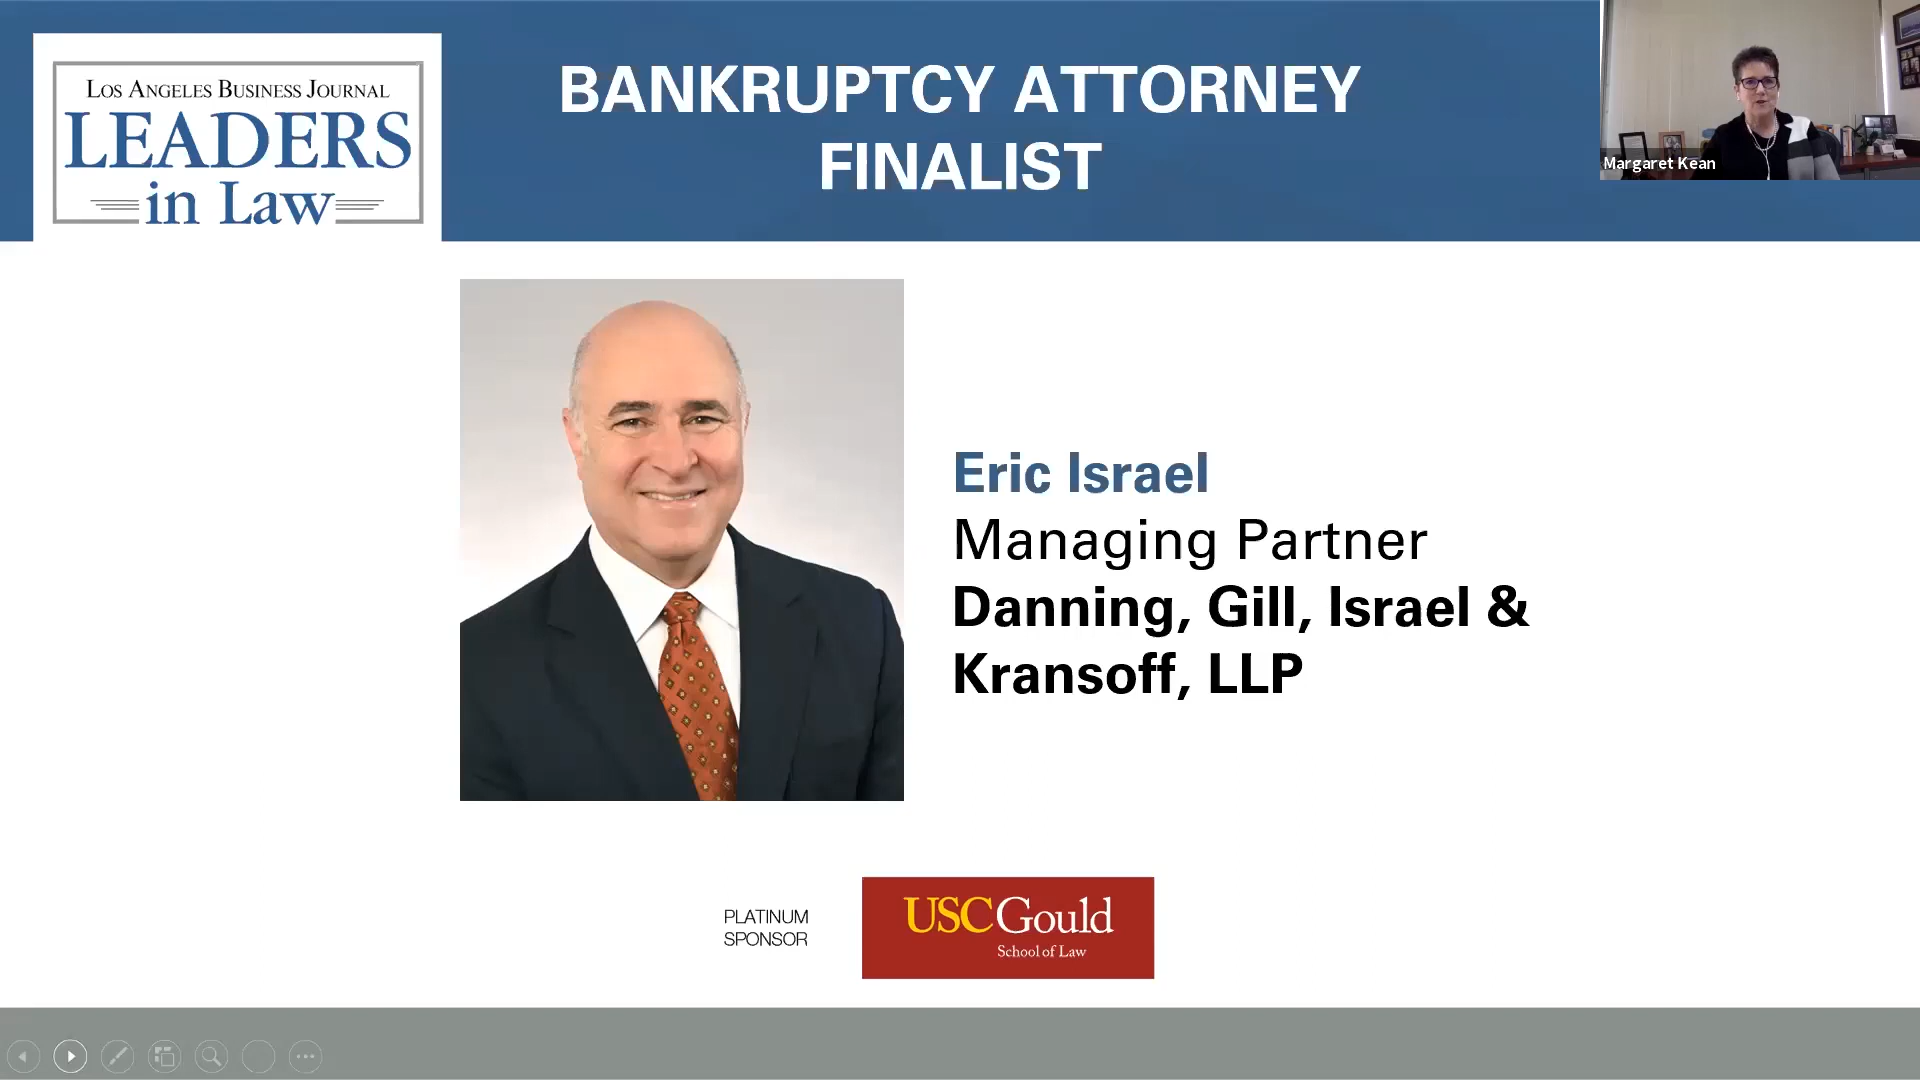 LOS ANGELES BUSINESS JOURNAL
LEADERS
in Law
BANKRUPTCY ATTORNEY
FINALIST
Margaret Kean
Eric Israel
Managing Partner
Danning, Gill, Israel &
Kransoff, LLP
PLATINUM
SPONSOR
USC Gould
School of Law